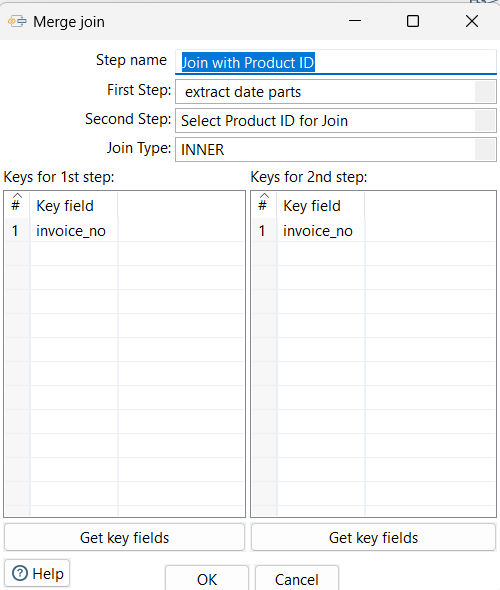 Merge join
Step name Join with Product ID
First Step: extract date parts
Second Step: Select Product ID for Join
Join Type: INNER
Keys for 1st step: Keys for 2nd step:
# Key field # Key field
1 invoice_no 1 invoice_no
Get key fields Get key fields
Help
OK Cancel